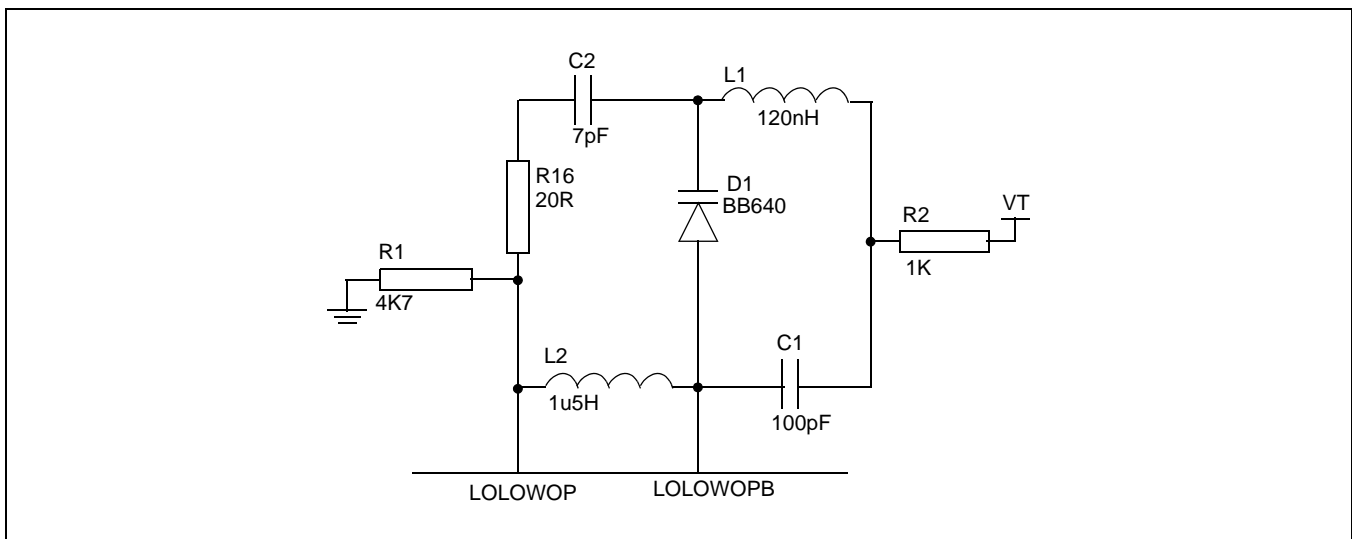 C2
7pF
L1
120nH
R16
20R
D1
BB640
R2
1K
VT
R1
4K7
L2
1u5H
C1
100pF
LOLOWOP
LOLOWOPB